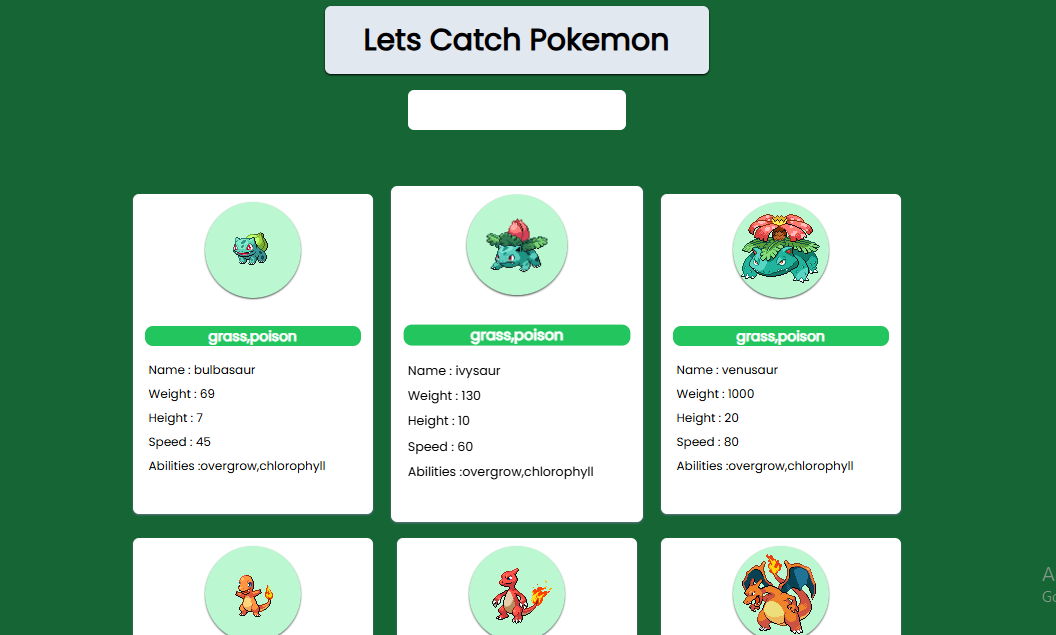 Lets Catch Pokemon
grass,poison
Name : bulbasaur
Weight : 69
Height : 7
Speed : 45
Abilities :overgrow,chlorophyll
grass,poison
Name : ivysaur
Weight : 130
Height : 10
Speed : 60
Abilities :overgrow,chlorophyll
grass,poison
Name : venusaur
Weight : 1000
Height : 20
Speed : 80
Abilities :overgrow,chlorophyll